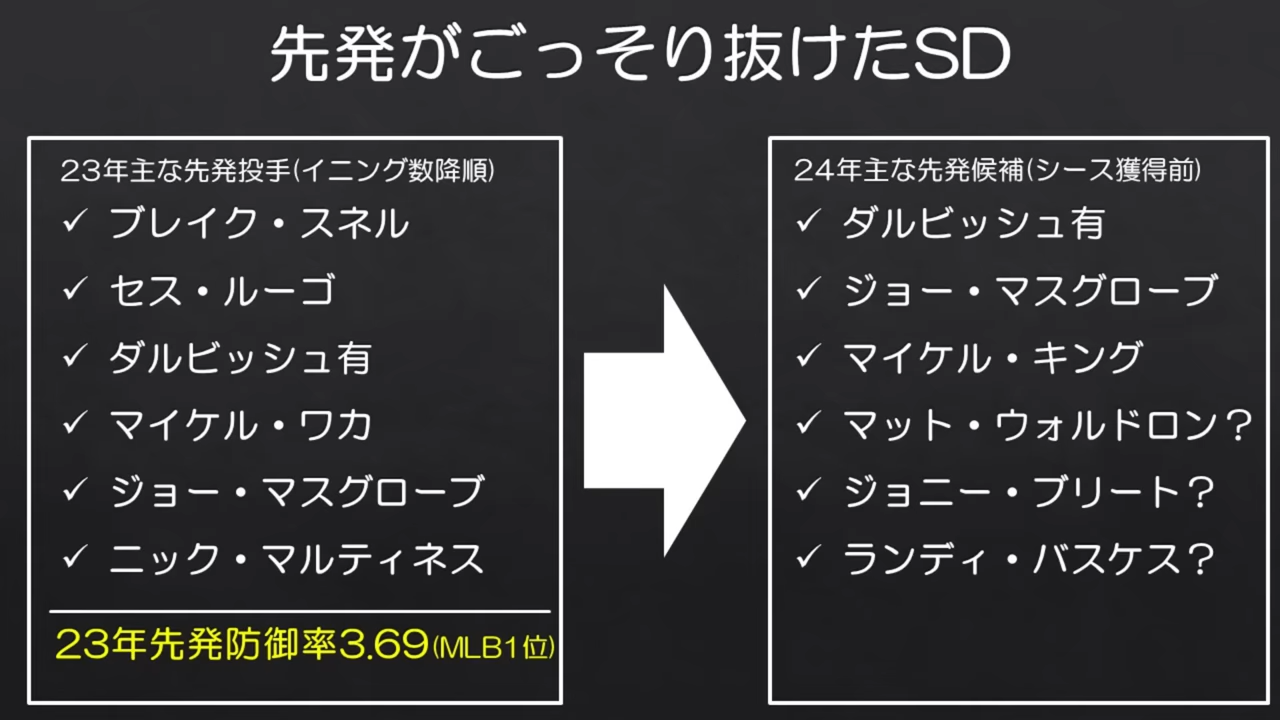 先発がごっそり抜けたSD
23年主な先発投手(イニング数降順)
✓ ブレイク・スネル
✓ セス・ルーゴ
✓ ダルビッシュ有
✓ マイケル・ワカ
✓ ジョー・マスグローブ
✓ ニック・マルティネス
23年先発防御率3.69(MLB1位)
24年主な先発候補(シース獲得前)
✓ ダルビッシュ有
✓ ジョー・マスグローブ
✓ マイケル・キング
✓ マット・ウォルドロン？
✓ ジョニー・ブリート？
✓ ランディ・バスケス？